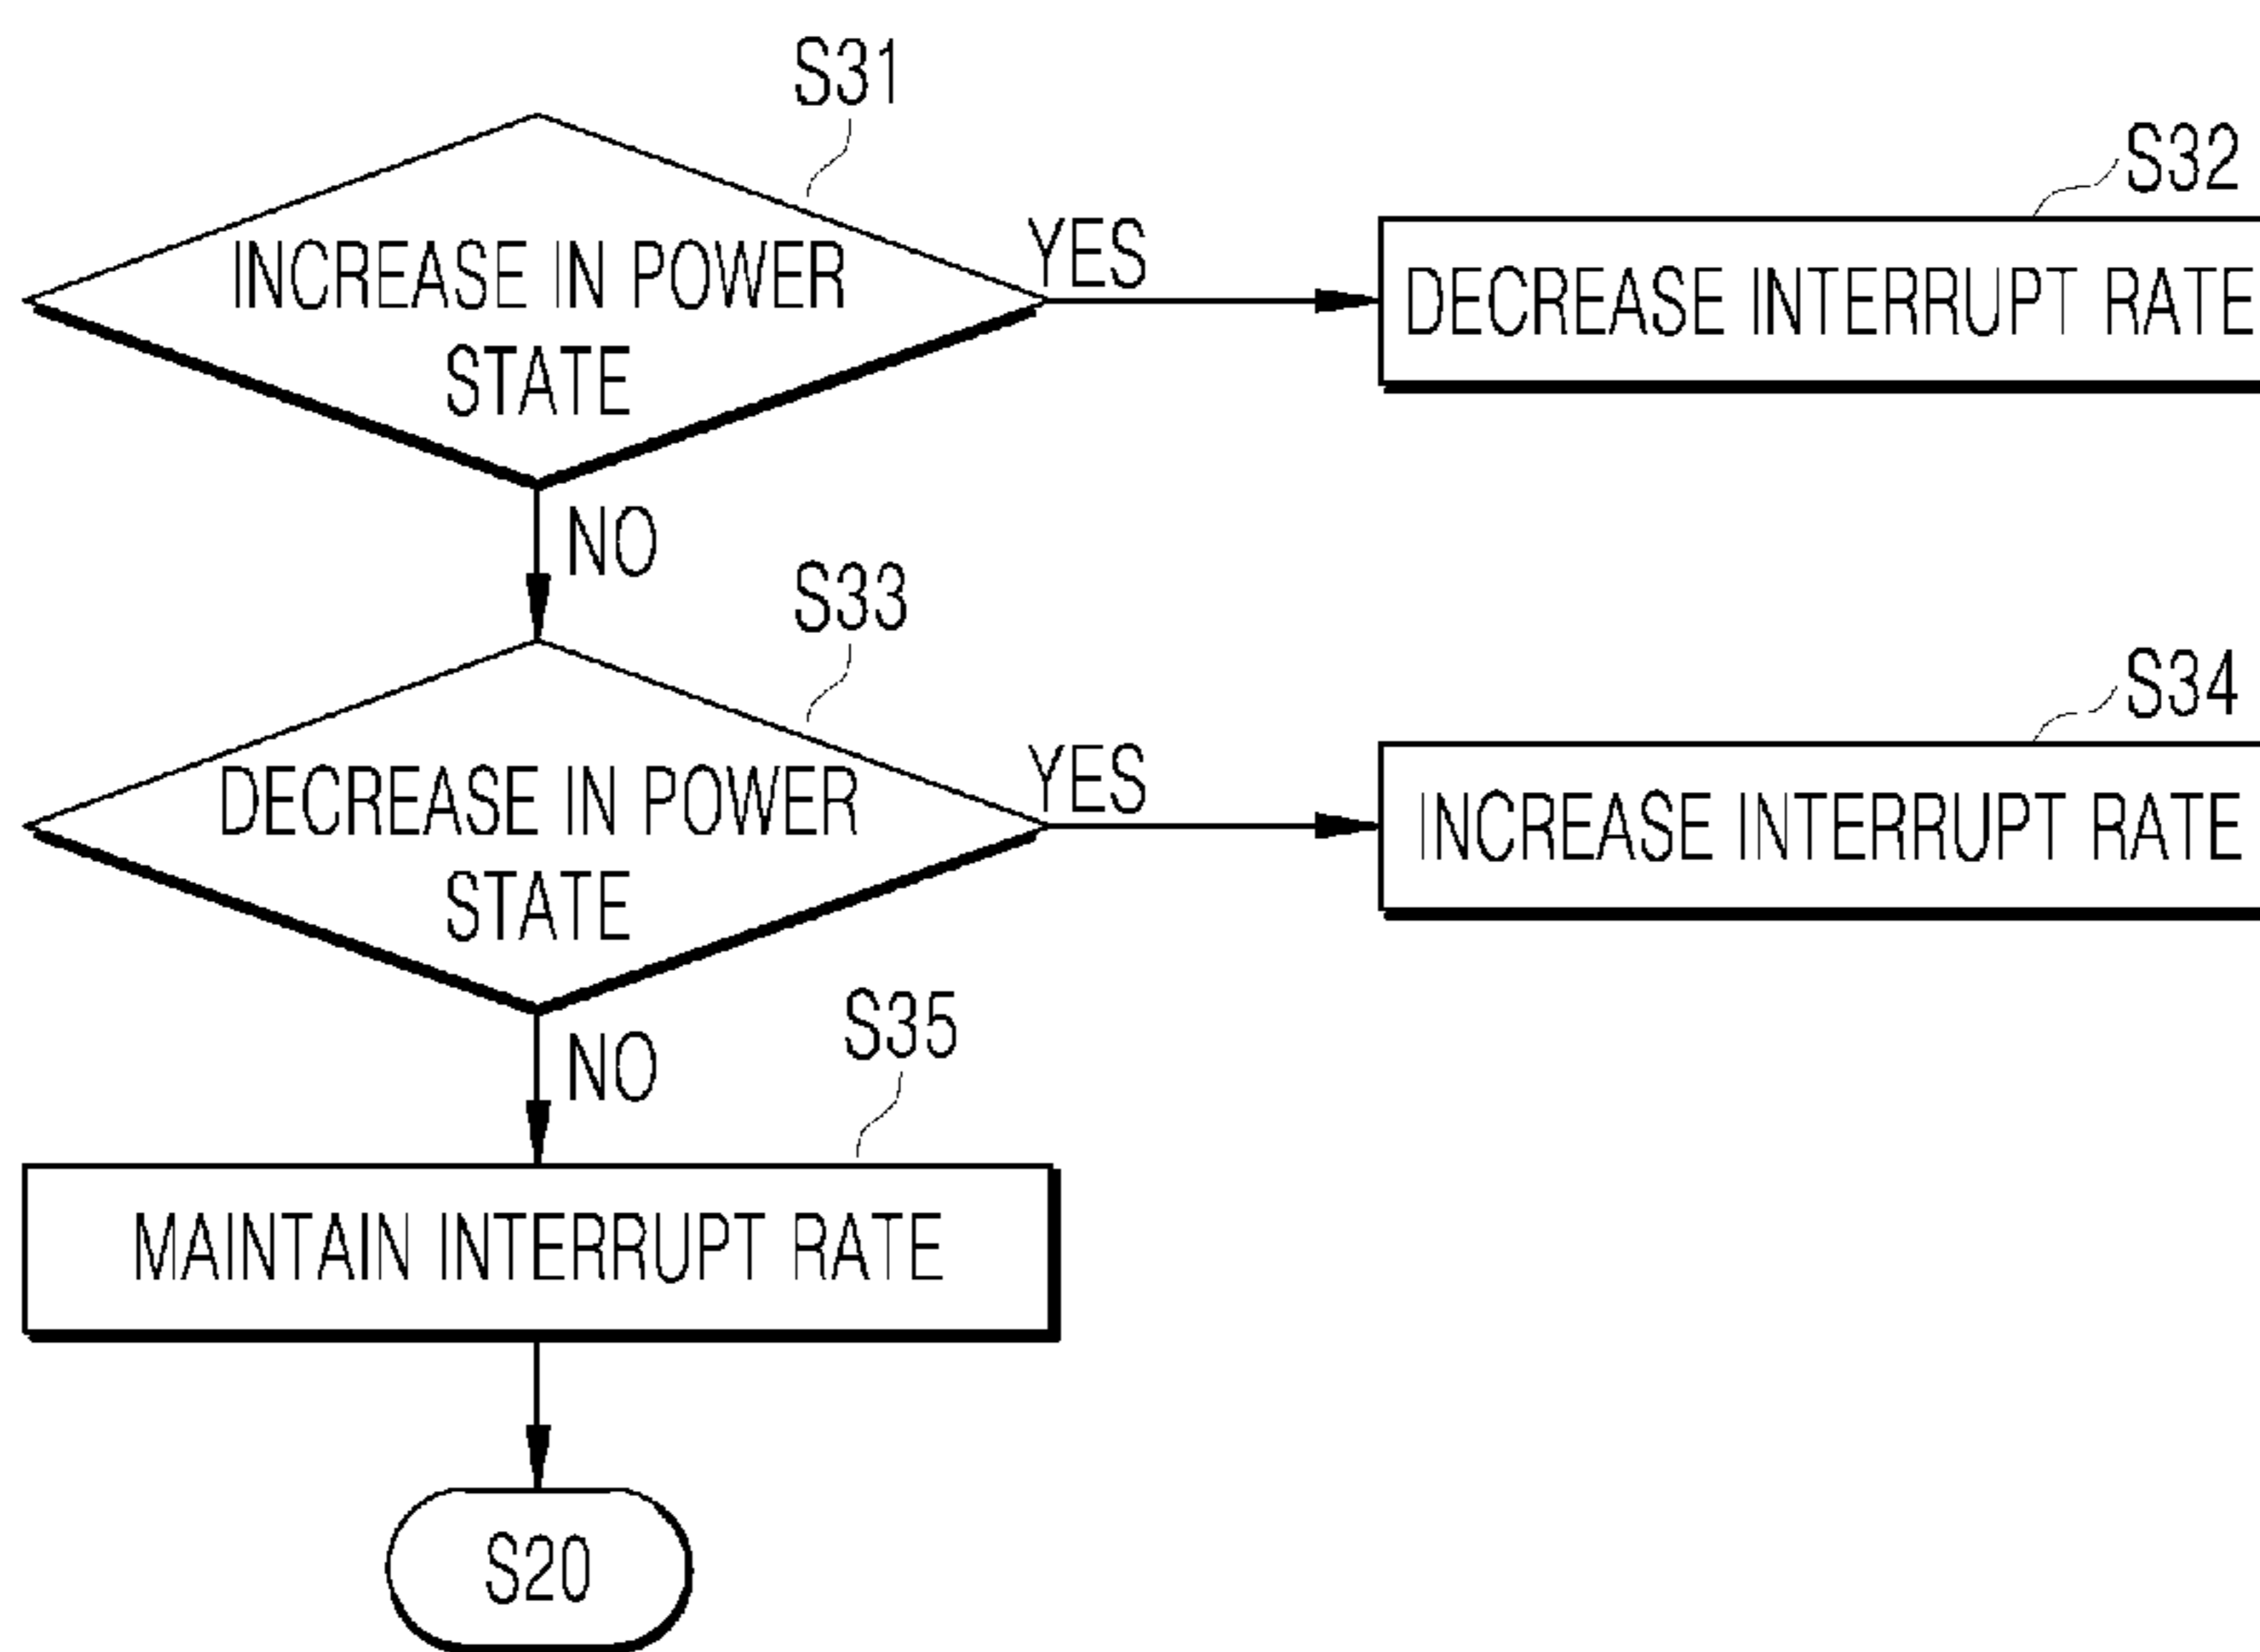 S31
INCREASE IN POWER
STATE
YES
S32
DECREASE INTERRUPT RATE
NO
S33
DECREASE IN POWER
STATE
YES
S34
INCREASE INTERRUPT RATE
NO
S35
MAINTAIN INTERRUPT RATE
S20